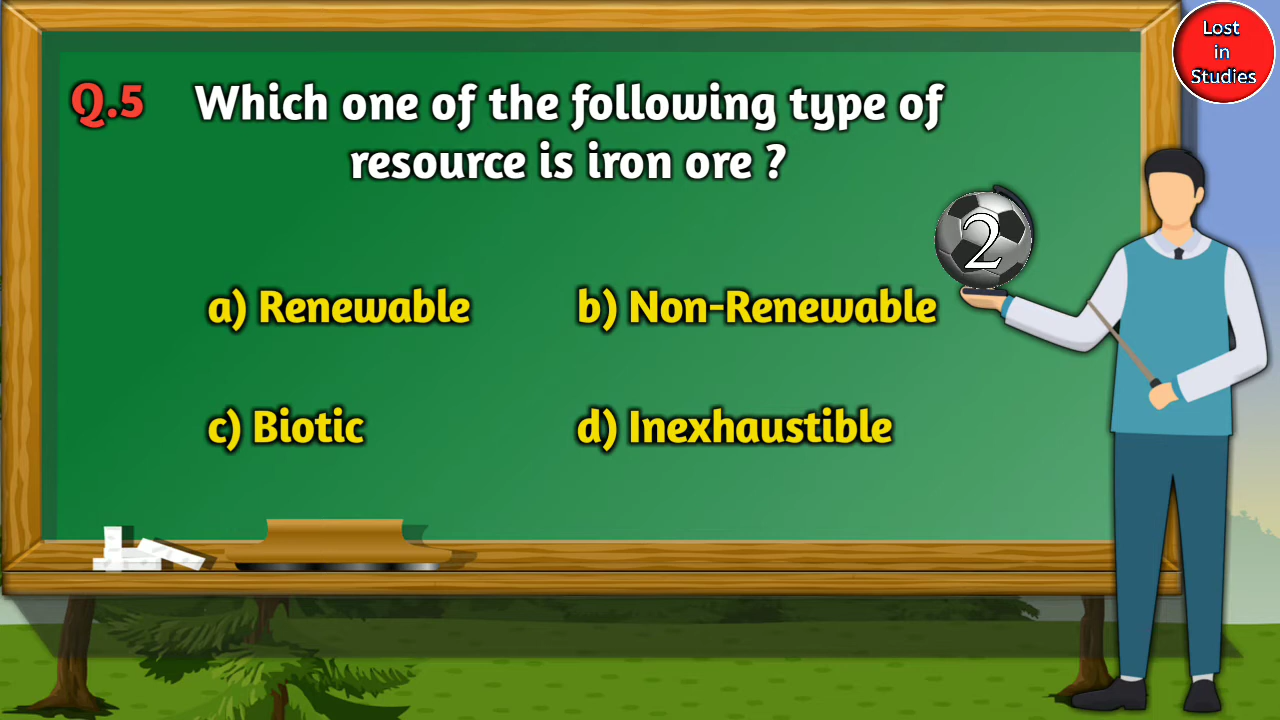 Lost
in
Studies
Q.5 Which one of the following type of
resource is iron ore ?
2
a) Renewable b) Non-Renewable
c) Biotic d) Inexhaustible